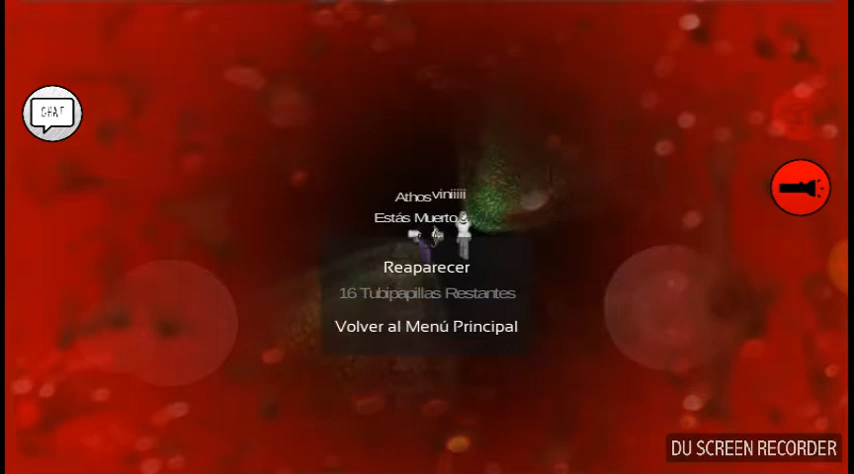 CHAT
Athos viniiiii
Estás Muerto
Reaparecer
16 Tubipapillas Restantes
Volver al Menú Principal
DU SCREEN RECORDER